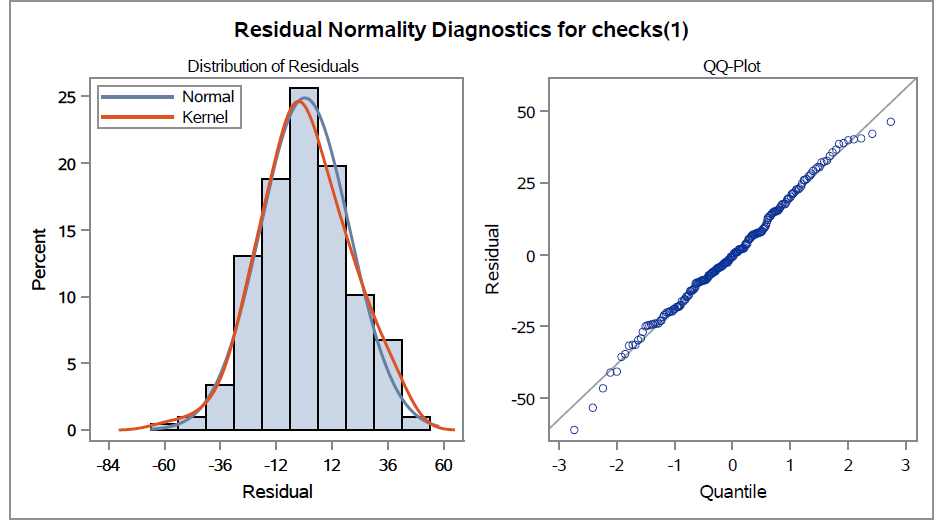 Residual Normality Diagnostics for checks(1)
Distribution of Residuals
Normal
Kernel
25
20
15
10
5
0
Percent
-84 -60 -36 -12 12 36 60
Residual
QQ-Plot
50
25
0
-25
-50
Residual
-3 -2 -1 0 1 2 3
Quantile